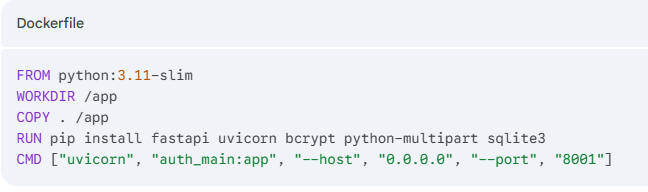 Dockerfile
FROM python:3.11-slim
WORKDIR /app
COPY . /app
RUN pip install fastapi uvicorn bcrypt python-multipart sqlite3
CMD ["uvicorn", "auth_main:app", "--host", "0.0.0.0", "--port", "8001"]